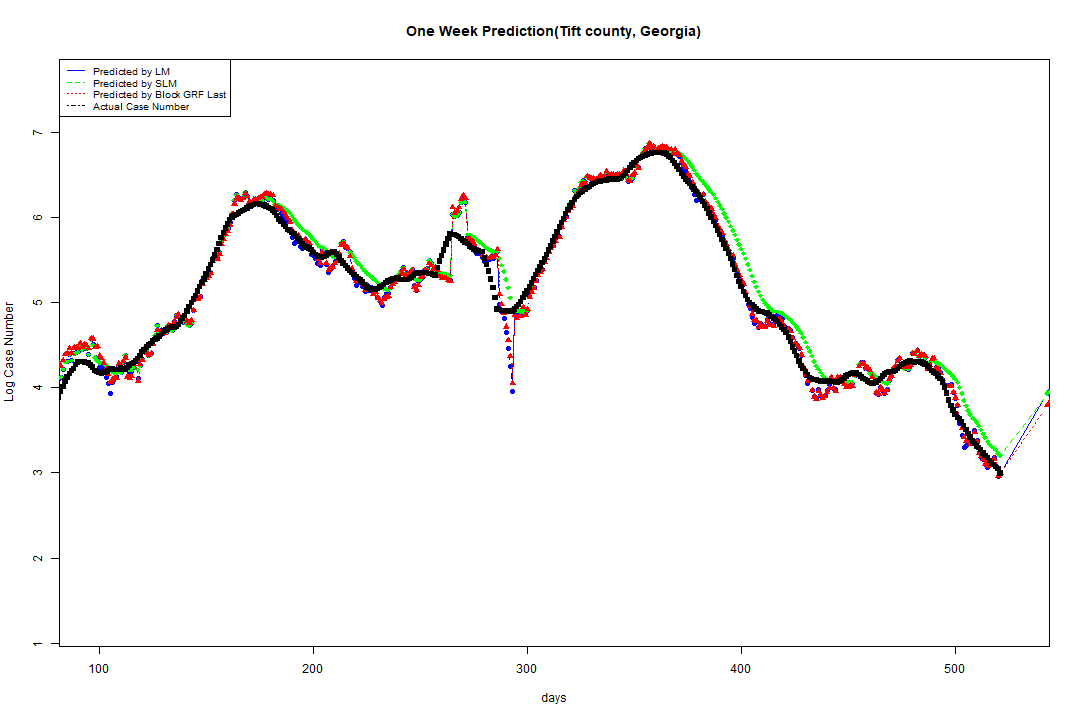 One Week Prediction(Tift county, Georgia)
Predicted by LM
Predicted by SLM
Predicted by Block GRF Last
Actual Case Number
Log Case Number
7
6
5
4
3
2
1
100 200 300 400 500
days